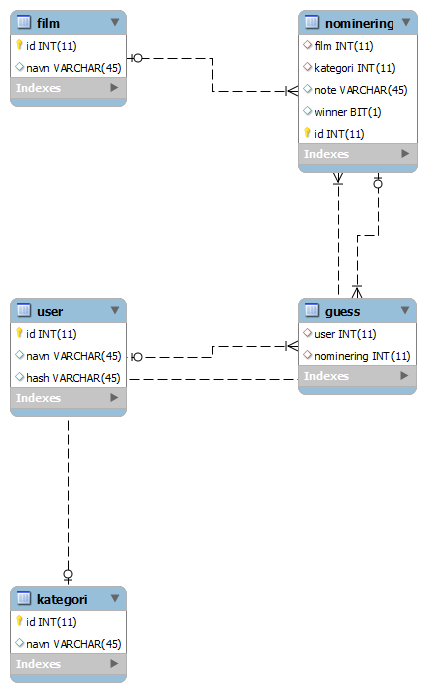 film
id INT(11)
navn VARCHAR(45)
Indexes
nominering
film INT(11)
kategori INT(11)
note VARCHAR(45)
winner BIT(1)
id INT(11)
Indexes
user
id INT(11)
navn VARCHAR(45)
hash VARCHAR(45)
Indexes
guess
user INT(11)
nominering INT(11)
Indexes
kategori
id INT(11)
navn VARCHAR(45)
Indexes